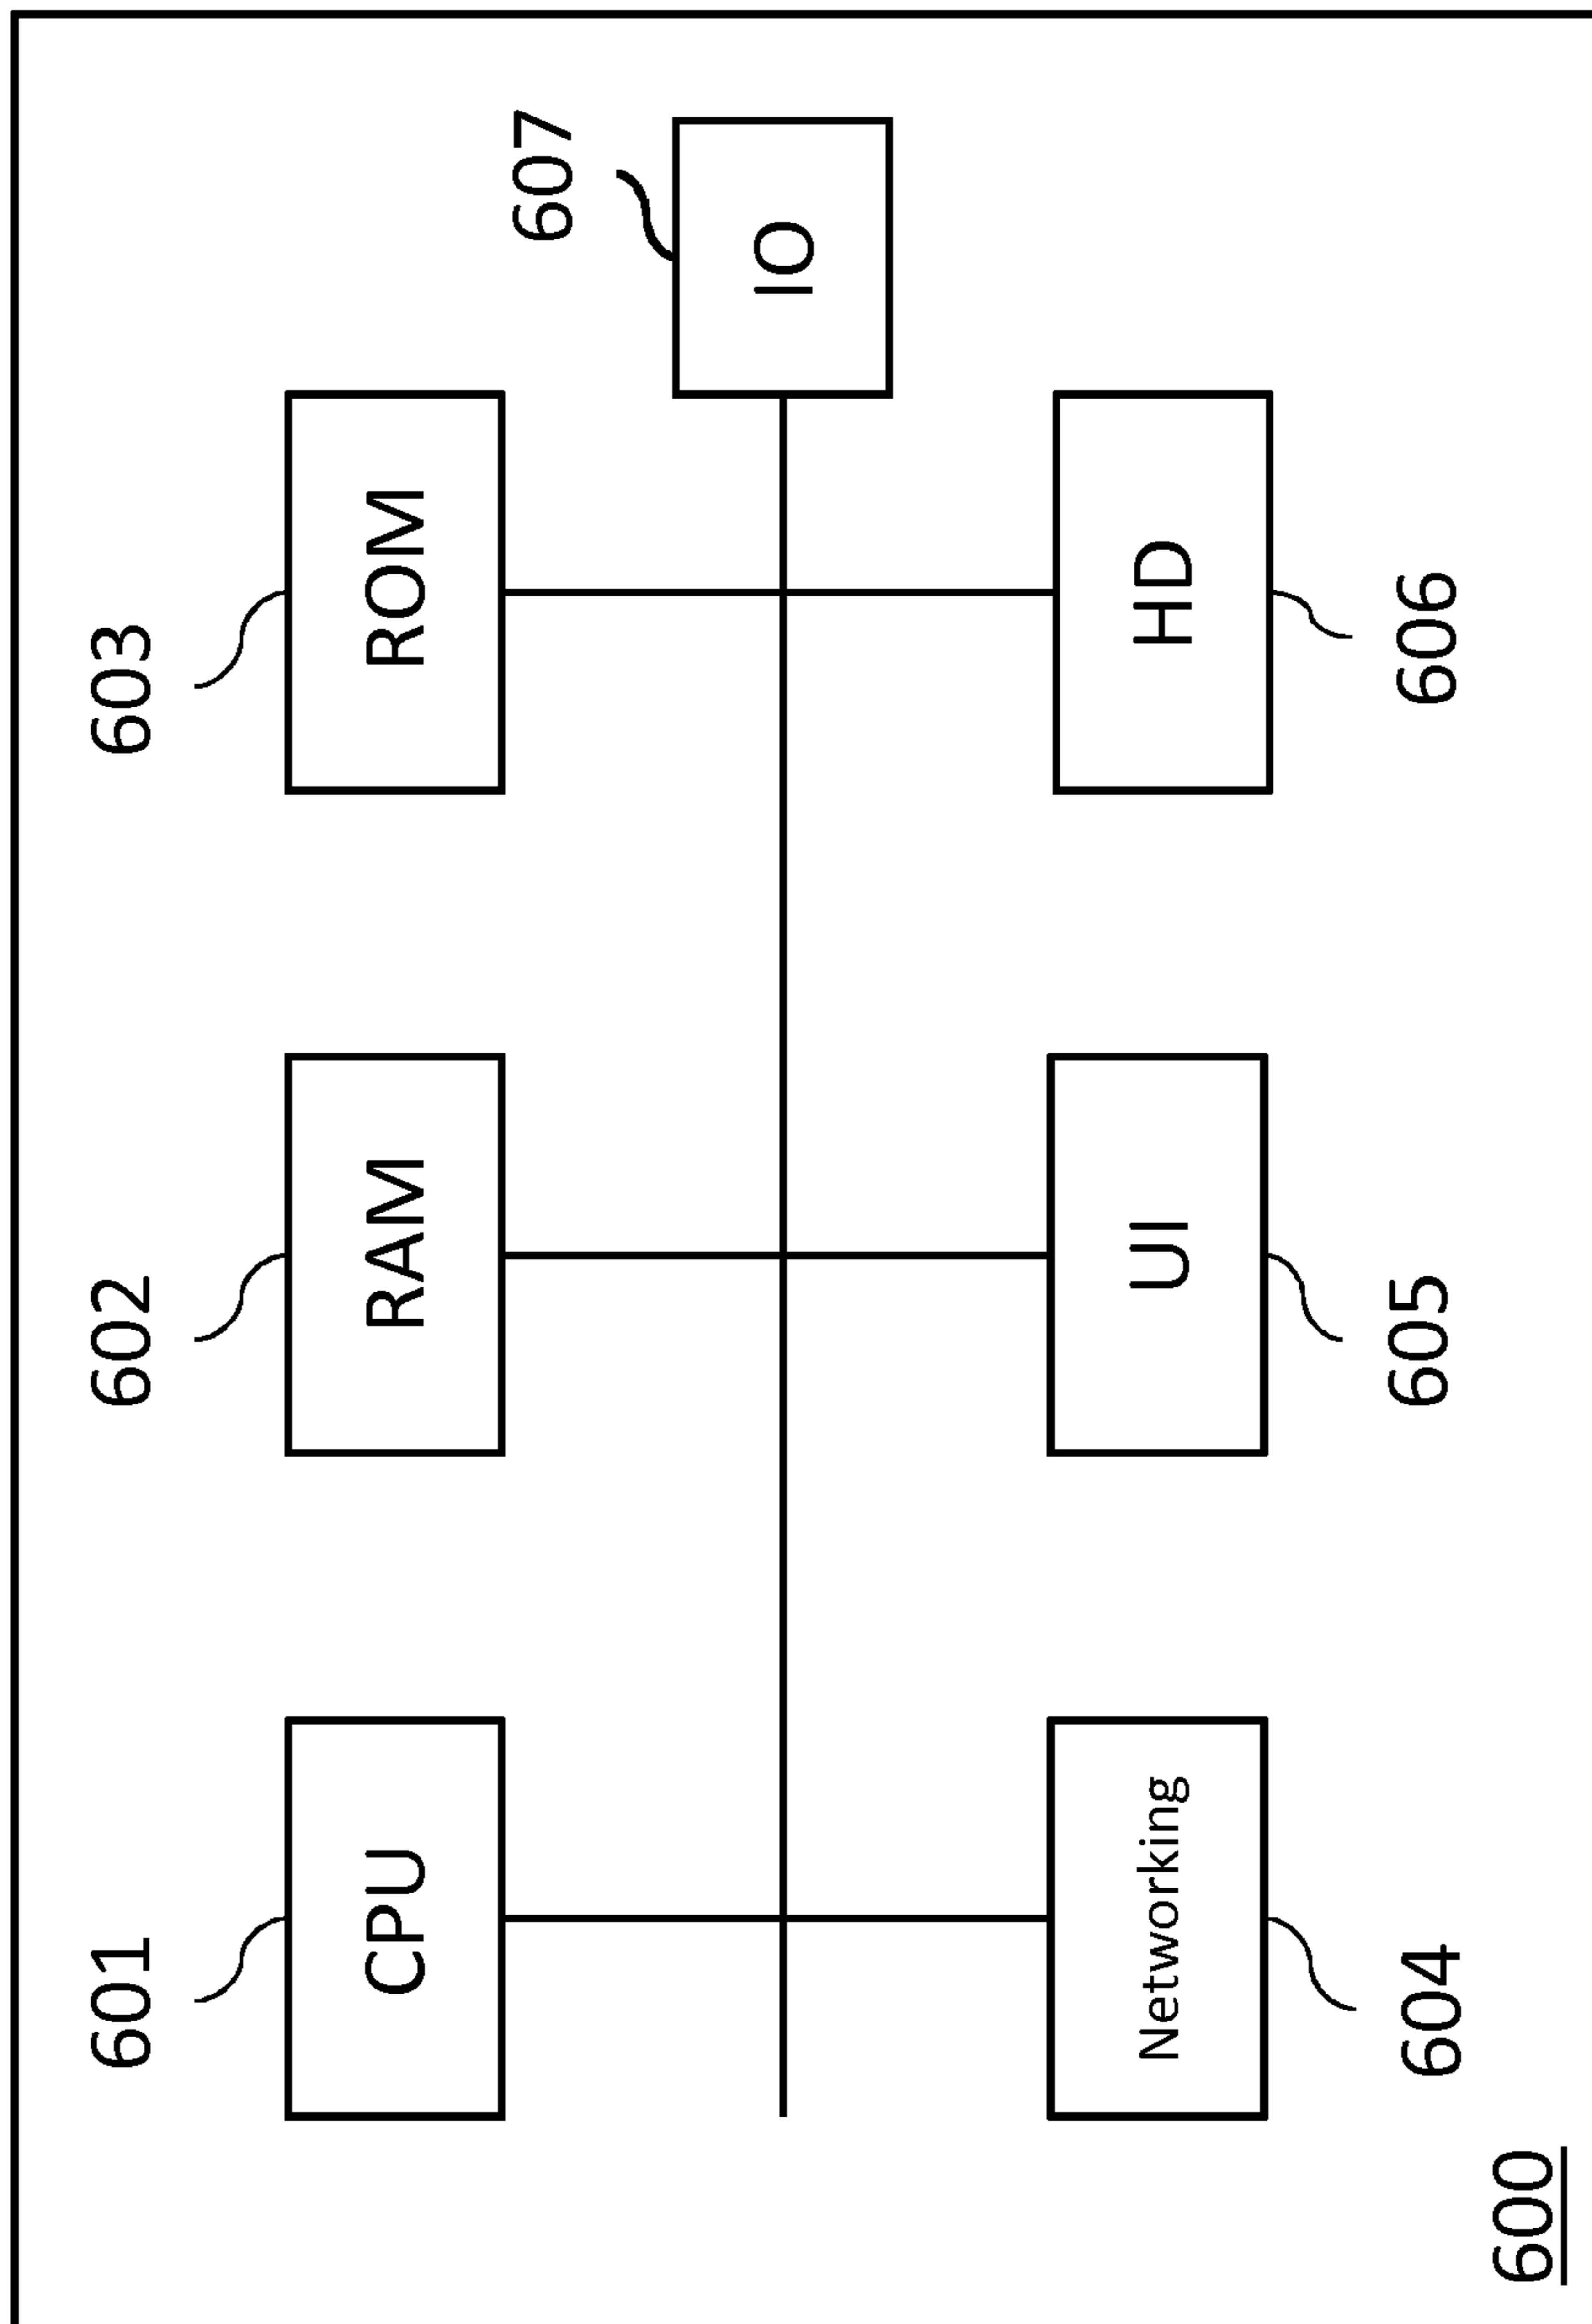 601
602
603
CPU
RAM
ROM
607
IO
Networking
UI
HD
604
605
606
600